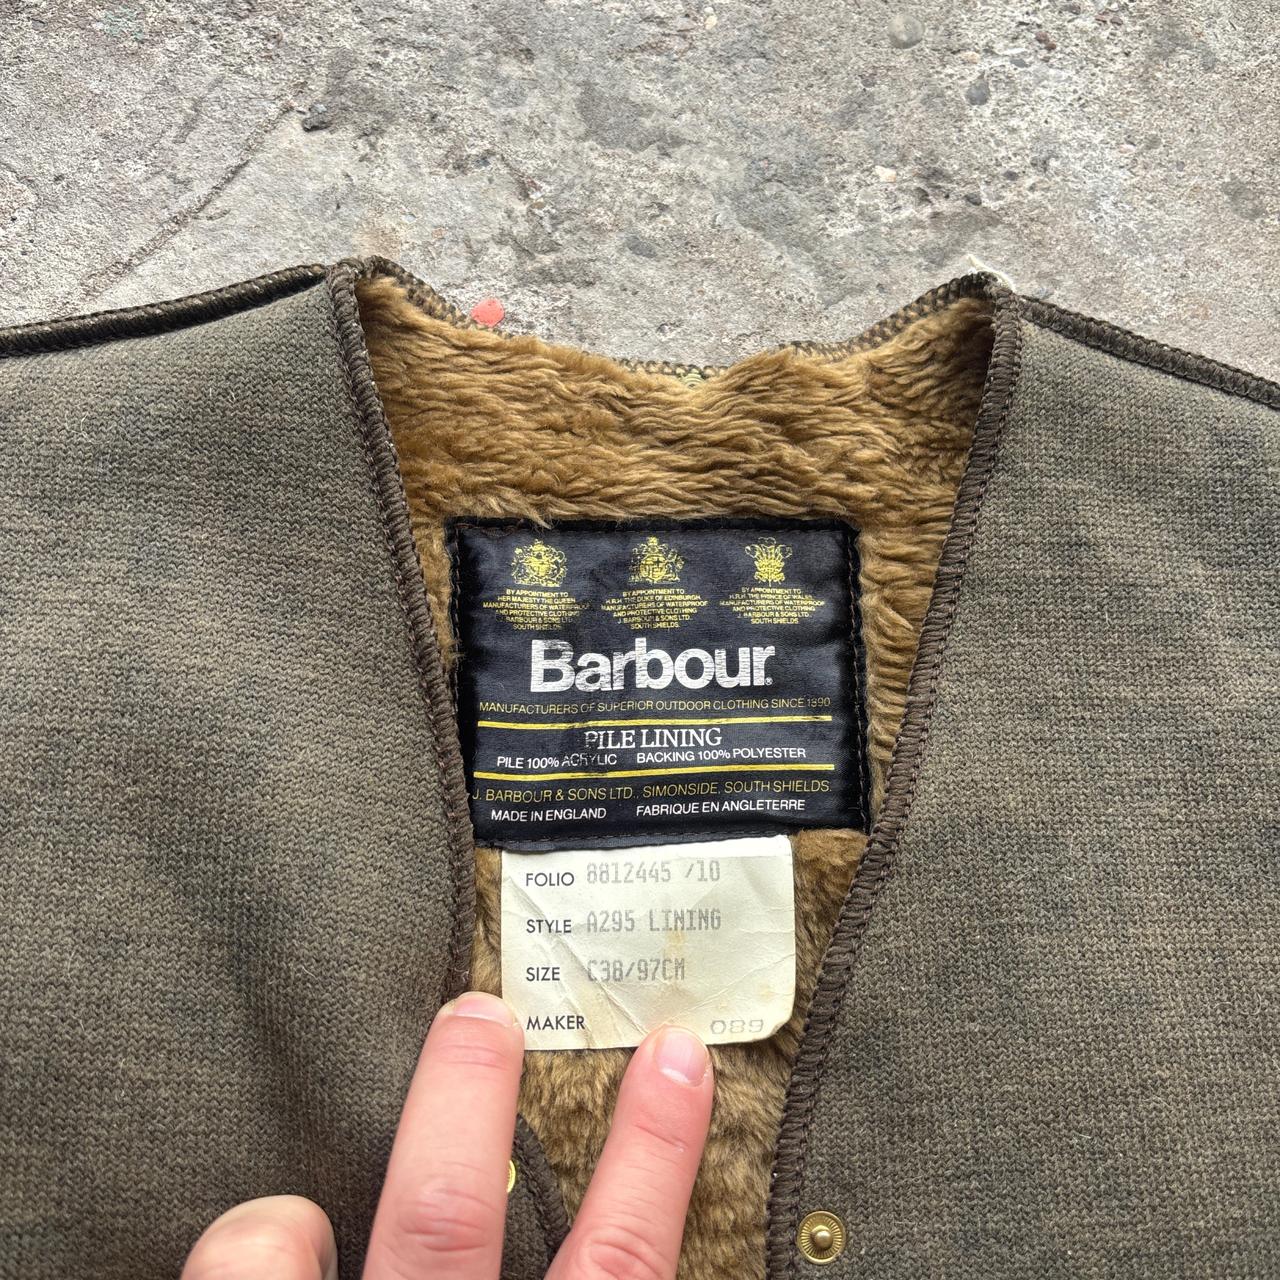 BY APPOINTMENT TO
HER MAJESTY THE QUEEN
MANUFACTURERS OF WATERPROOF
AND PROTECTIVE CLOTHING
J. BARBOUR & SONS LTD.
SOUTH SHIELDS.
BY APPOINTMENT TO
H.R.H. THE DUKE OF EDINBURGH
MANUFACTURERS OF WATERPROOF
AND PROTECTIVE CLOTHING
J. BARBOUR & SONS LTD.
SOUTH SHIELDS.
BY APPOINTMENT TO
H.R.H. THE PRINCE OF WALES
MANUFACTURERS OF WATERPROOF
AND PROTECTIVE CLOTHING
J. BARBOUR & SONS LTD.
SOUTH SHIELDS.
Barbour
MANUFACTURERS OF SUPERIOR OUTDOOR CLOTHING SINCE 1890
PILE LINING
PILE 100% ACRYLIC BACKING 100% POLYESTER
J. BARBOUR & SONS LTD., SIMONSIDE, SOUTH SHIELDS.
MADE IN ENGLAND FABRIQUE EN ANGLETERRE
FOLIO 8812445 /10
STYLE A295 LINING
SIZE C38/97CM
MAKER 089